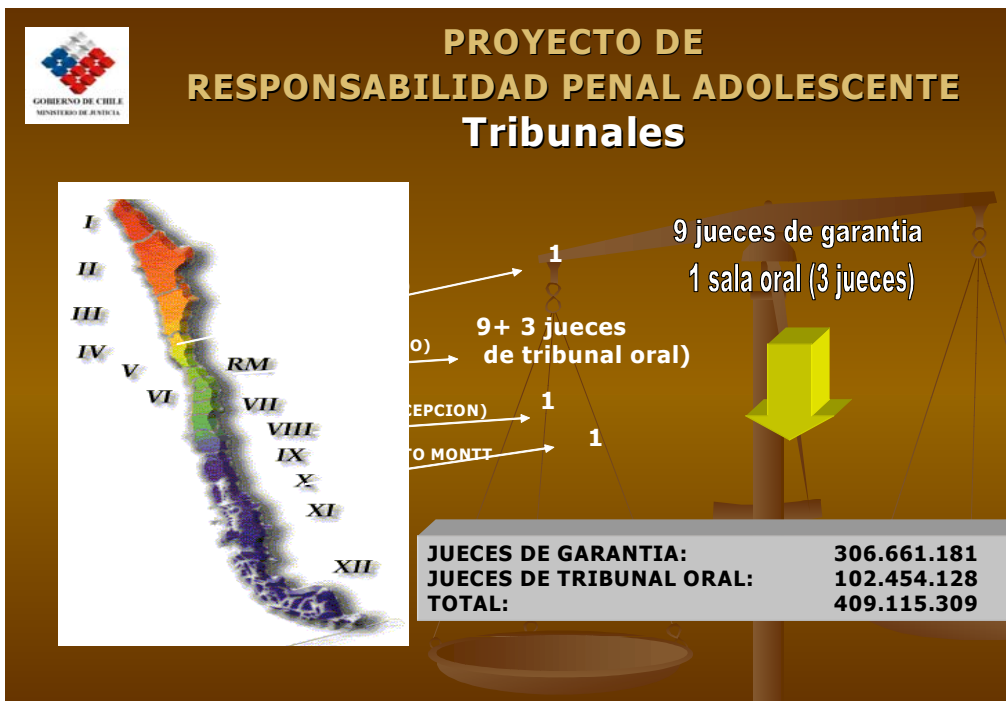 GOBIERNO DE CHILE
MINISTERIO DE JUSTICIA
PROYECTO DE
RESPONSABILIDAD PENAL ADOLESCENTE
Tribunales
I
II
III
IV
V
VI
RM
VII
VIII
IX
X
XI
XII
1
O)
9+ 3 jueces
de tribunal oral)
CEPCION)
1
TO MONTT
1
9 jueces de garantia
1 sala oral (3 jueces)
JUECES DE GARANTIA: 306.661.181
JUECES DE TRIBUNAL ORAL: 102.454.128
TOTAL: 409.115.309